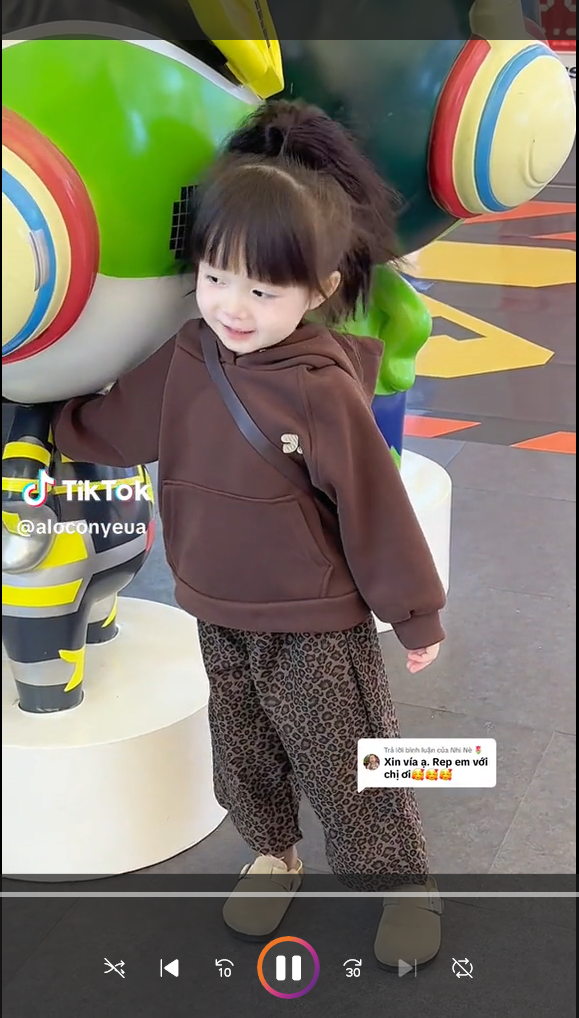 TikTok
@aloconyeua
Trả lời bình luận của Nhi Nè 🌷
Xin vía ạ. Rep em với
chị ơi🥰🥰🥰
10
30